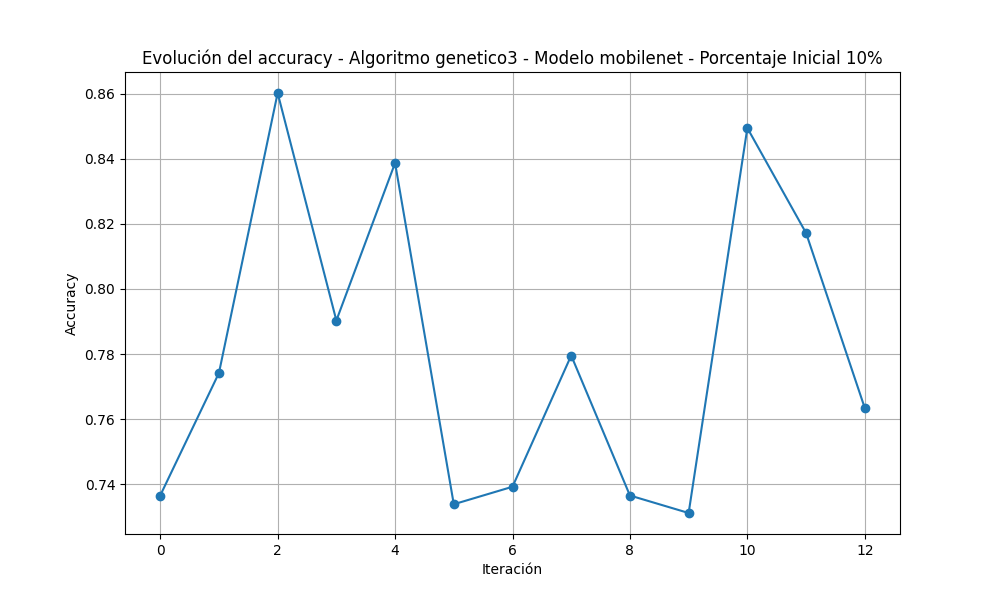 Evolución del accuracy - Algoritmo genetico3 - Modelo mobilenet - Porcentaje Inicial 10%
0.86
0.84
0.82
0.80
0.78
0.76
0.74
Accuracy
0 2 4 6 8 10 12
Iteración